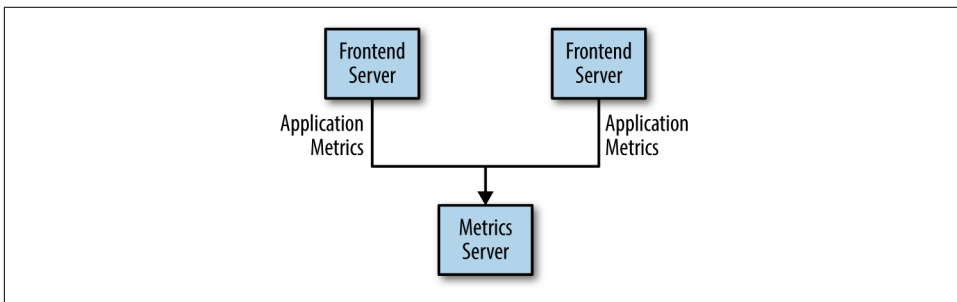 Frontend
Server
Frontend
Server
Application
Metrics
Application
Metrics
Metrics
Server